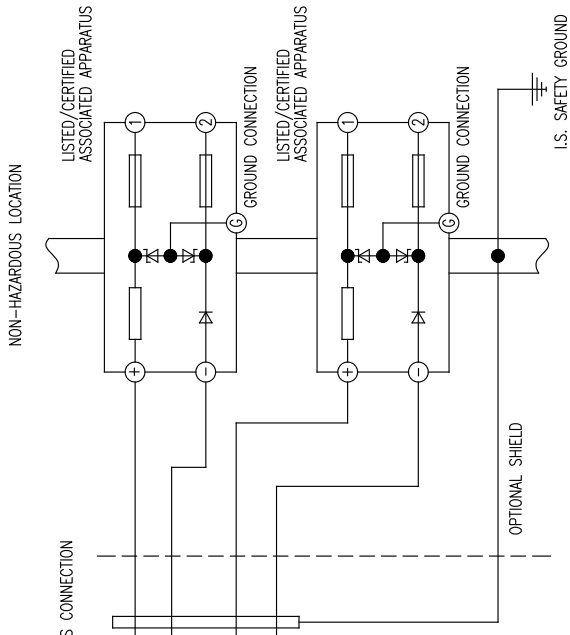 NON-HAZARDOUS LOCATION
LISTED/CERTIFIED
ASSOCIATED APPARATUS
1
2
+
-
G
GROUND CONNECTION
LISTED/CERTIFIED
ASSOCIATED APPARATUS
1
2
+
-
G
GROUND CONNECTION
S CONNECTION
OPTIONAL SHIELD
I.S. SAFETY GROUND